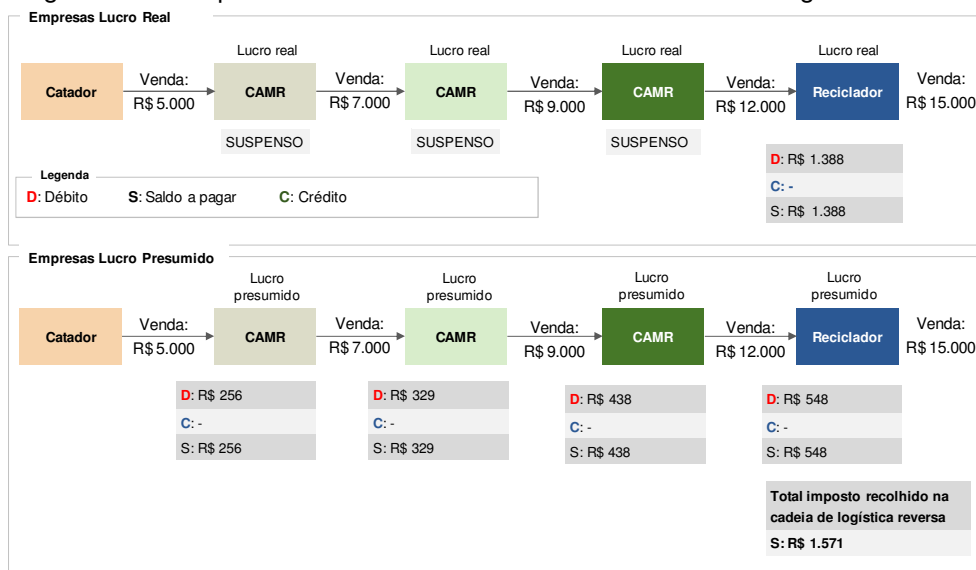 Empresas Lucro Real
Lucro real
Lucro real
Lucro real
Lucro real
Catador
Venda:
R$ 5.000
CAMR
Venda:
R$ 7.000
CAMR
Venda:
R$ 9.000
CAMR
Venda:
R$ 12.000
Reciclador
Venda:
R$ 15.000
SUSPENSO
SUSPENSO
SUSPENSO
D: R$ 1.388
C: -
S: R$ 1.388
Legenda
D: Débito S: Saldo a pagar C: Crédito
Empresas Lucro Presumido
Lucro
presumido
Lucro
presumido
Lucro
presumido
Lucro
presumido
Catador
Venda:
R$ 5.000
CAMR
Venda:
R$ 7.000
CAMR
Venda:
R$ 9.000
CAMR
Venda:
R$ 12.000
Reciclador
Venda:
R$ 15.000
D: R$ 256
C: -
S: R$ 256
D: R$ 329
C: -
S: R$ 329
D: R$ 438
C: -
S: R$ 438
D: R$ 548
C: -
S: R$ 548
Total imposto recolhido na
cadeia de logística reversa
S: R$ 1.571